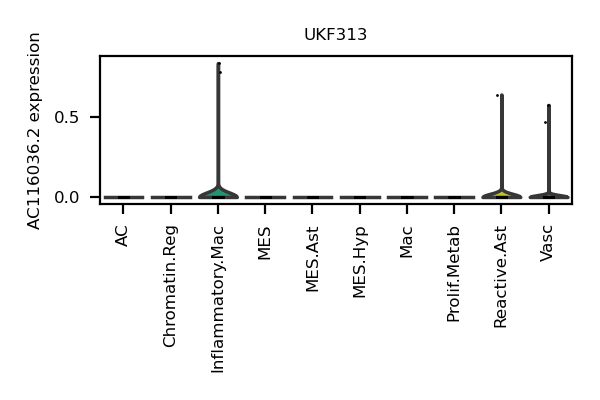 UKF313
AC116036.2 expression
0.5
0.0
AC
Chromatin.Reg
Inflammatory.Mac
MES
MES.Ast
MES.Hyp
Mac
Prolif.Metab
Reactive.Ast
Vasc